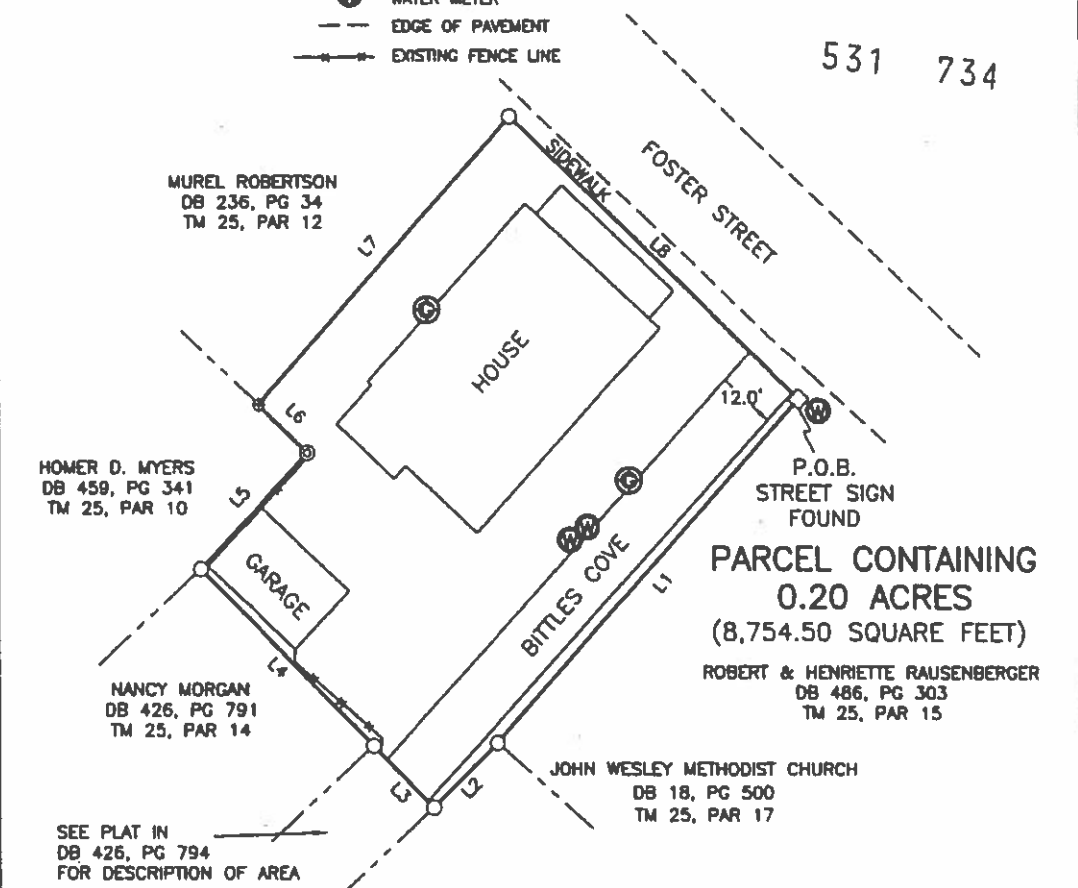 WATER METER
EDGE OF PAVEMENT
EXISTING FENCE LINE
531 734
MUREL ROBERTSON
DB 236, PG 34
TM 25, PAR 12
SIDEWALK
FOSTER STREET
L7
L8
G
HOUSE
12.0'
W
L6
HOMER D. MYERS
DB 459, PG 341
TM 25, PAR 10
L5
P.O.B.
STREET SIGN
FOUND
G
W W
GARAGE
BITTLES COVE
L1
PARCEL CONTAINING
0.20 ACRES
(8,754.50 SQUARE FEET)
ROBERT & HENRIETTE RAUSENBERGER
DB 486, PG 303
TM 25, PAR 15
L4
NANCY MORGAN
DB 426, PG 791
TM 25, PAR 14
JOHN WESLEY METHODIST CHURCH
DB 18, PG 500
TM 25, PAR 17
L3
L2
SEE PLAT IN
DB 426, PG 794
FOR DESCRIPTION OF AREA